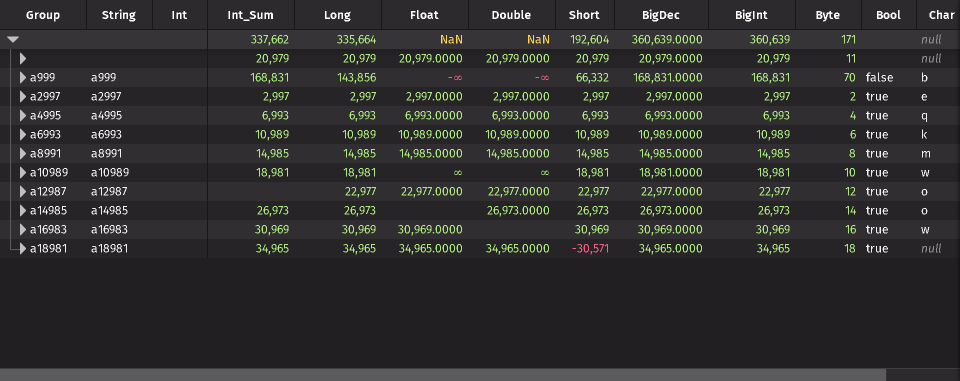 Group String Int Int_Sum Long Float Double Short BigDec BigInt Byte Bool Char
337,662 335,664 NaN NaN 192,604 360,639.0000 360,639 171 null
20,979 20,979 20,979.0000 20,979.0000 20,979 20,979.0000 20,979 11 null
a999 a999 168,831 143,856 -∞ -∞ 66,332 168,831.0000 168,831 70 false b
a2997 a2997 2,997 2,997 2,997.0000 2,997.0000 2,997 2,997.0000 2,997 2 true e
a4995 a4995 6,993 6,993 6,993.0000 6,993.0000 6,993 6,993.0000 6,993 4 true q
a6993 a6993 10,989 10,989 10,989.0000 10,989.0000 10,989 10,989.0000 10,989 6 true k
a8991 a8991 14,985 14,985 14,985.0000 14,985.0000 14,985 14,985.0000 14,985 8 true m
a10989 a10989 18,981 18,981 ∞ ∞ 18,981 18,981.0000 18,981 10 true w
a12987 a12987 22,977 22,977.0000 22,977.0000 22,977 22,977.0000 22,977 12 true o
a14985 a14985 26,973 26,973 26,973.0000 26,973 26,973.0000 26,973 14 true o
a16983 a16983 30,969 30,969 30,969.0000 30,969 30,969.0000 30,969 16 true w
a18981 a18981 34,965 34,965 34,965.0000 34,965.0000 -30,571 34,965.0000 34,965 18 true null